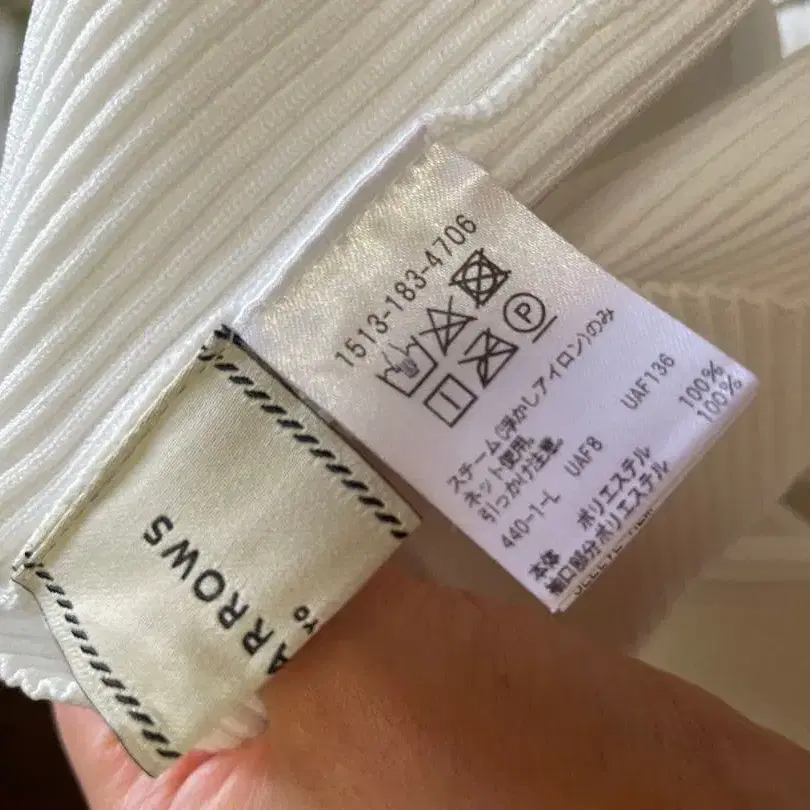 1513-183-4706
P
スチーム(浮かしアイロン)のみ
ネット使用。
引っかけ注意
440-1-L UAF8 UAF136
本体 ポリエステル 100%
袖口部分ポリエステル 100%
ARROWS
YO